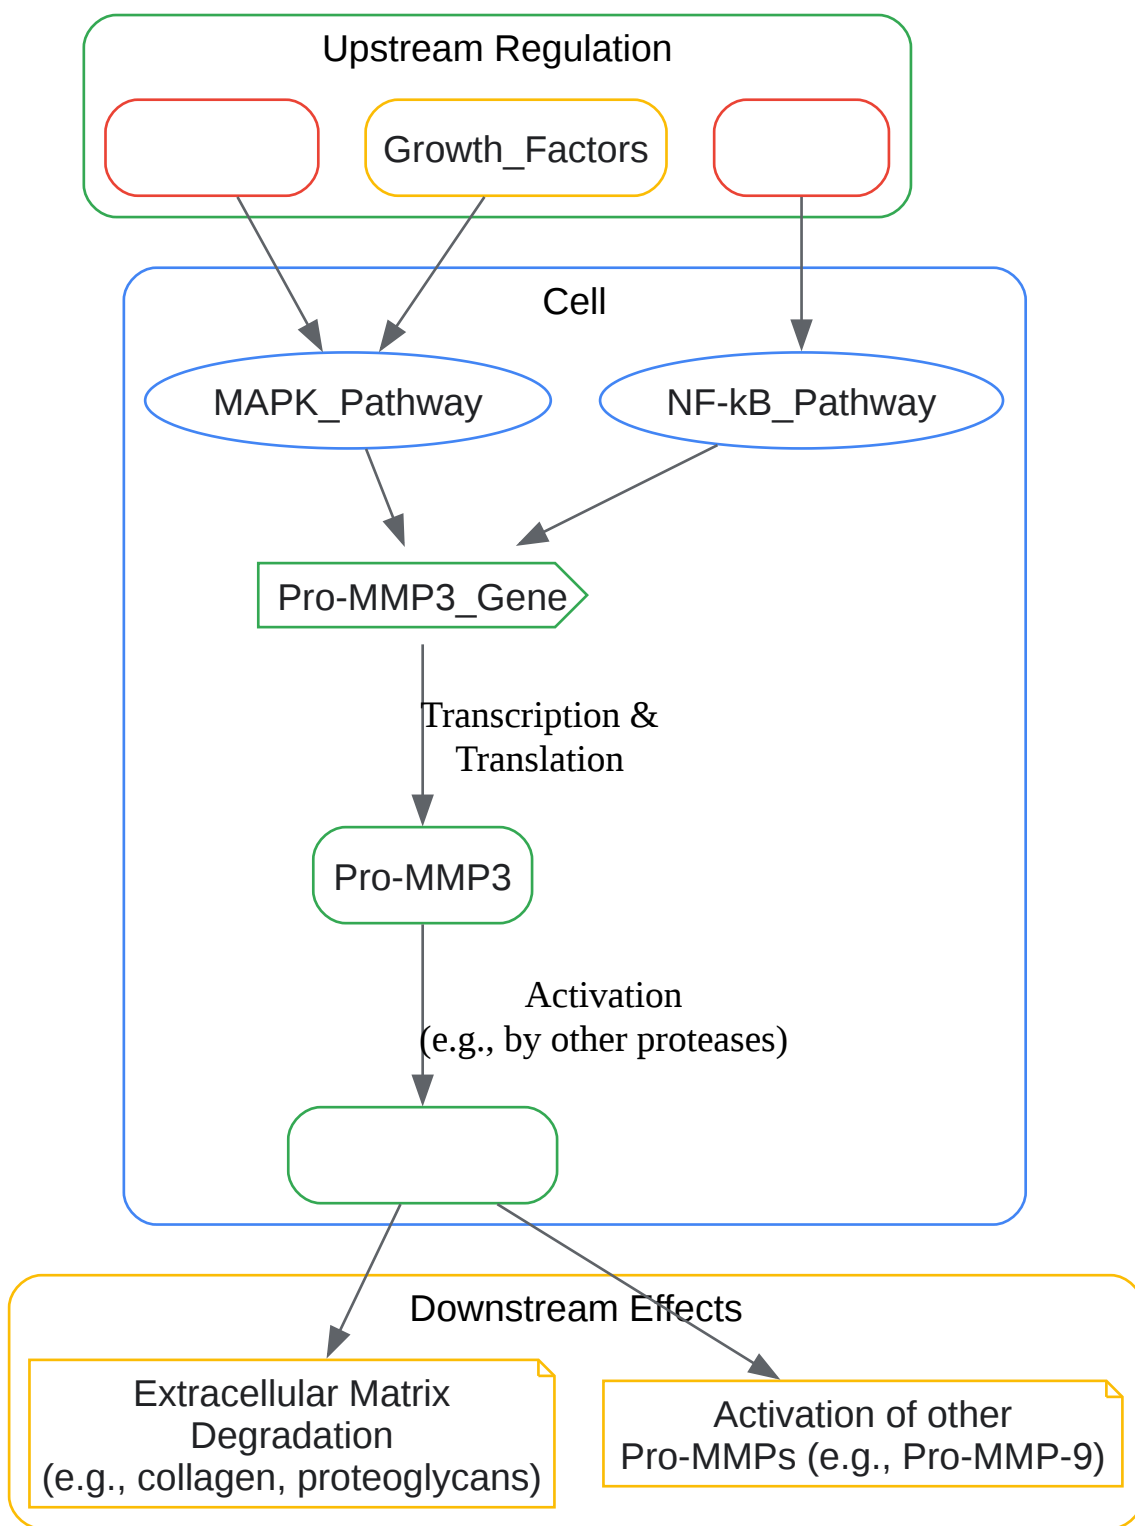 Upstream Regulation
Growth_Factors
Cell
MAPK_Pathway
NF-kB_Pathway
Pro-MMP3_Gene
Transcription &
Translation
Pro-MMP3
Activation
(e.g., by other proteases)
Downstream Effects
Extracellular Matrix
Degradation
(e.g., collagen, proteoglycans)
Activation of other
Pro-MMPs (e.g., Pro-MMP-9)